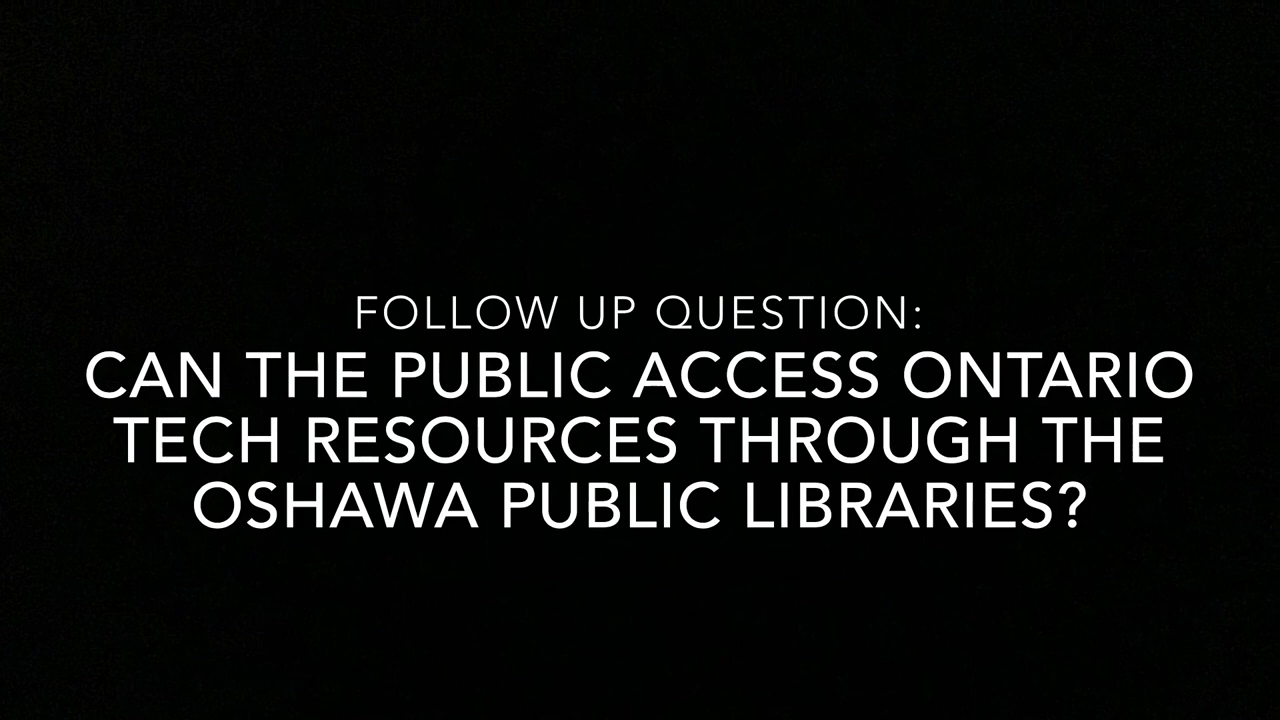 FOLLOW UP QUESTION:
CAN THE PUBLIC ACCESS ONTARIO
TECH RESOURCES THROUGH THE
OSHAWA PUBLIC LIBRARIES?